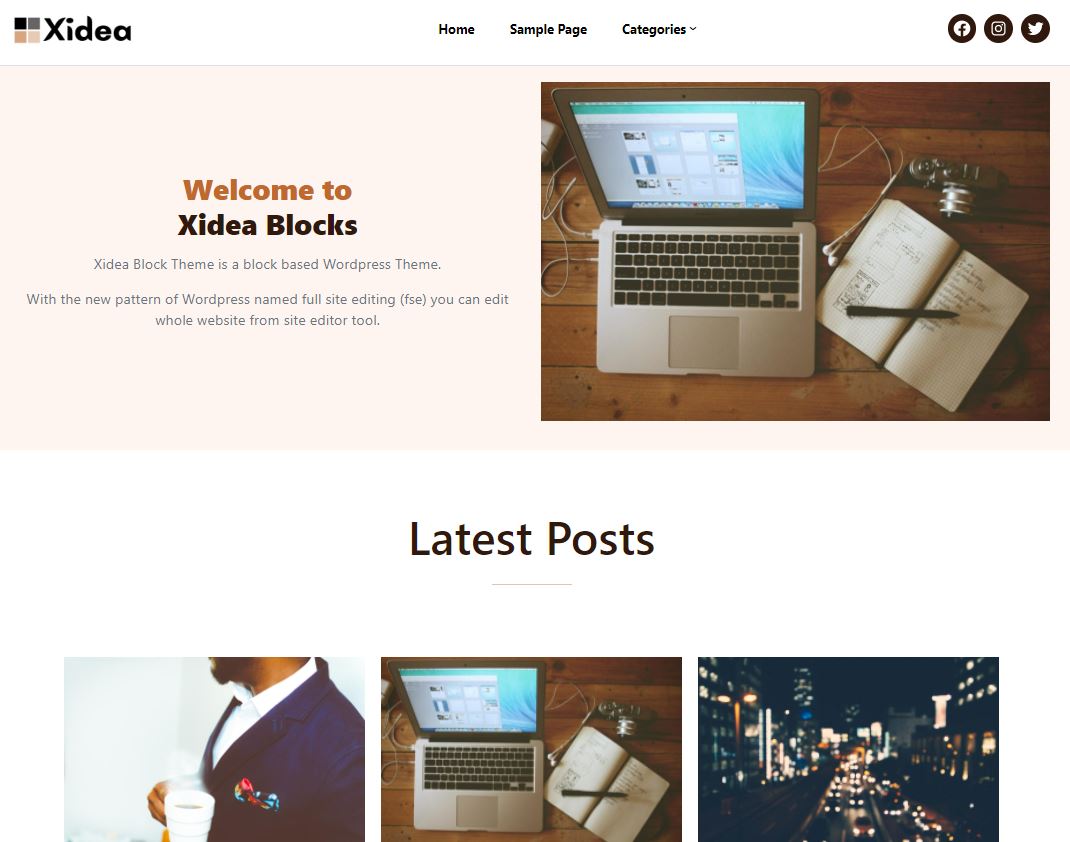 Xidea
Home Sample Page Categories
Welcome to
Xidea Blocks
Xidea Block Theme is a block based Wordpress Theme.
With the new pattern of Wordpress named full site editing (fse) you can edit
whole website from site editor tool.
Latest Posts